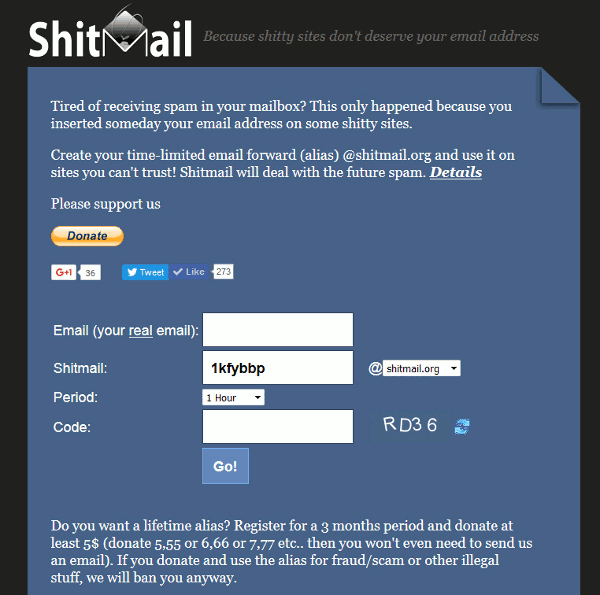 ShitMail Because shitty sites don't deserve your email address
Tired of receiving spam in your mailbox? This only happened because you
inserted someday your email address on some shitty sites.
Create your time-limited email forward (alias) @shitmail.org and use it on
sites you can't trust! Shitmail will deal with the future spam. Details
Please support us
Donate
G+1 36 Tweet Like 273
Email (your real email):
Shitmail: 1kfybbp @ shitmail.org
Period: 1 Hour
Code: RD36
Go!
Do you want a lifetime alias? Register for a 3 months period and donate at
least 5$ (donate 5,55 or 6,66 or 7,77 etc.. then you won't even need to send us
an email). If you donate and use the alias for fraud/scam or other illegal
stuff, we will ban you anyway.